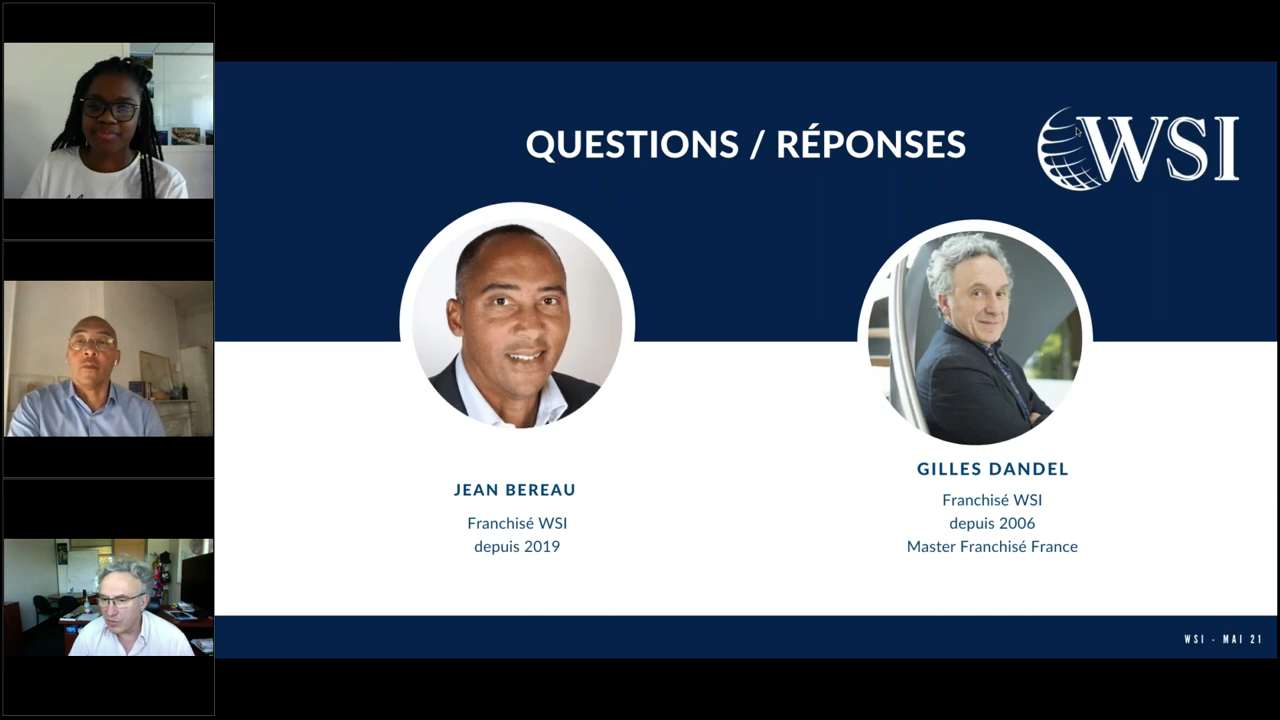 QUESTIONS / RÉPONSES
WSI
JEAN BEREAU
Franchisé WSI
depuis 2019
GILLES DANDEL
Franchisé WSI
depuis 2006
Master Franchisé France
WSI - MAI 21